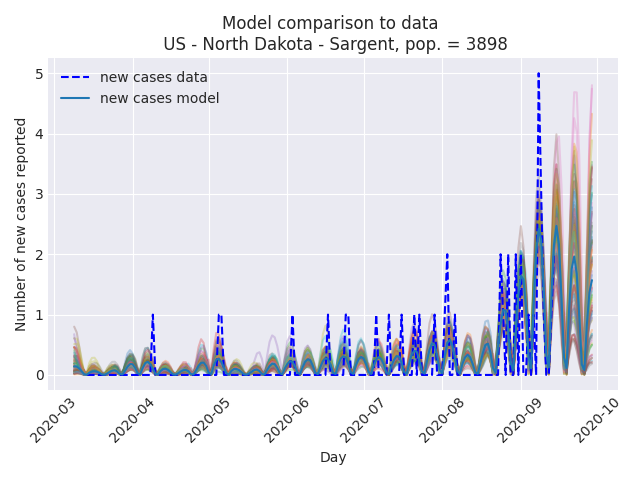 Model comparison to data
US - North Dakota - Sargent, pop. = 3898
new cases data
new cases model
Number of new cases reported
5
4
3
2
1
0
2020-03
2020-04
2020-05
2020-06
2020-07
2020-08
2020-09
2020-10
Day